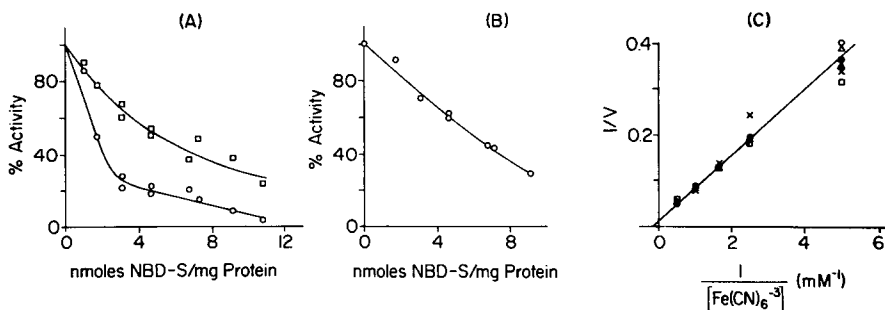 (A)
% Activity
80
40
0
0
4
8
12
nmoles NBD-S/mg Protein
(B)
% Activity
80
40
0
0
4
8
nmoles NBD-S/mg Protein
(C)
1/V
0.4
0.2
0
2
4
6
1
[Fe(CN)6-3] (mM-1)